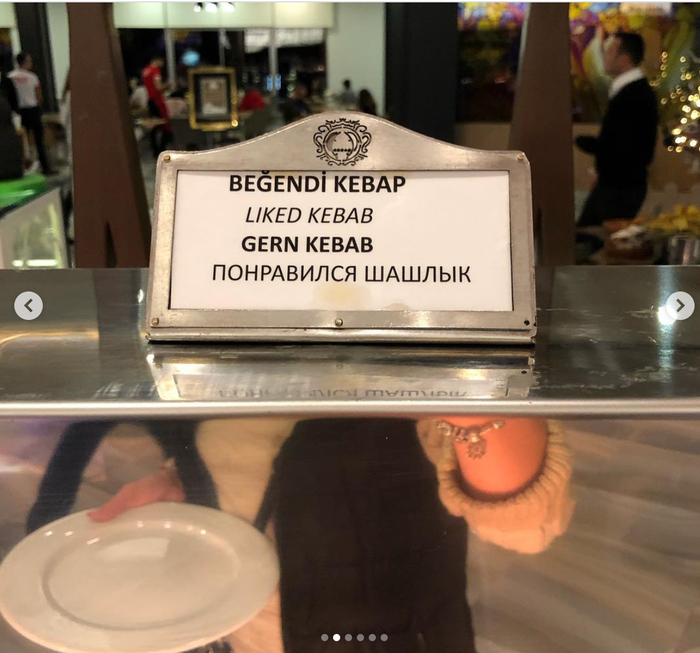 BEĞENDİ KEBAP
LIKED KEBAB
GERN KEBAB
ПОНРАВИЛСЯ ШАШЛЫК